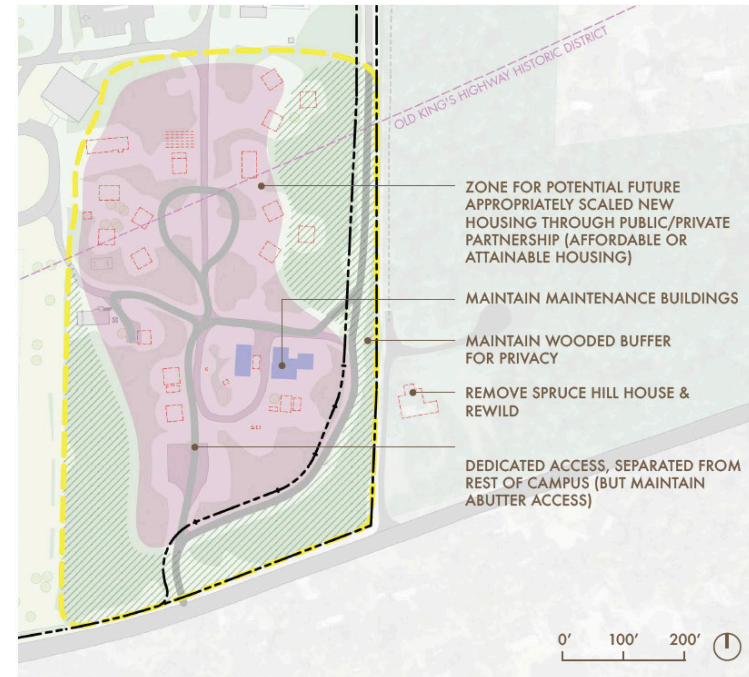 OLD KING'S HIGHWAY HISTORIC DISTRICT
ZONE FOR POTENTIAL FUTURE
APPROPRIATELY SCALED NEW
HOUSING THROUGH PUBLIC/PRIVATE
PARTNERSHIP (AFFORDABLE OR
ATTAINABLE HOUSING)
MAINTAIN MAINTENANCE BUILDINGS
MAINTAIN WOODED BUFFER
FOR PRIVACY
REMOVE SPRUCE HILL HOUSE &
REWILD
DEDICATED ACCESS, SEPARATED FROM
REST OF CAMPUS (BUT MAINTAIN
ABUTTER ACCESS)
0' 100' 200'